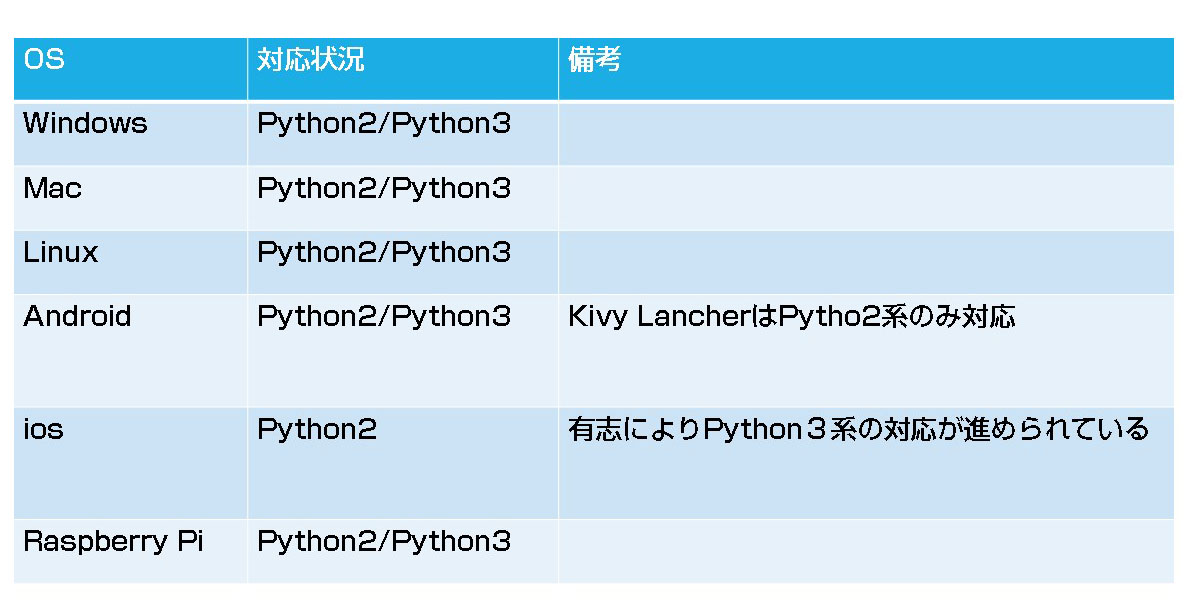 OS 対応状況 備考
Windows Python2/Python3
Mac Python2/Python3
Linux Python2/Python3
Android Python2/Python3 Kivy LancherはPytho2系のみ対応
ios Python2 有志によりPython３系の対応が進められている
Raspberry Pi Python2/Python3